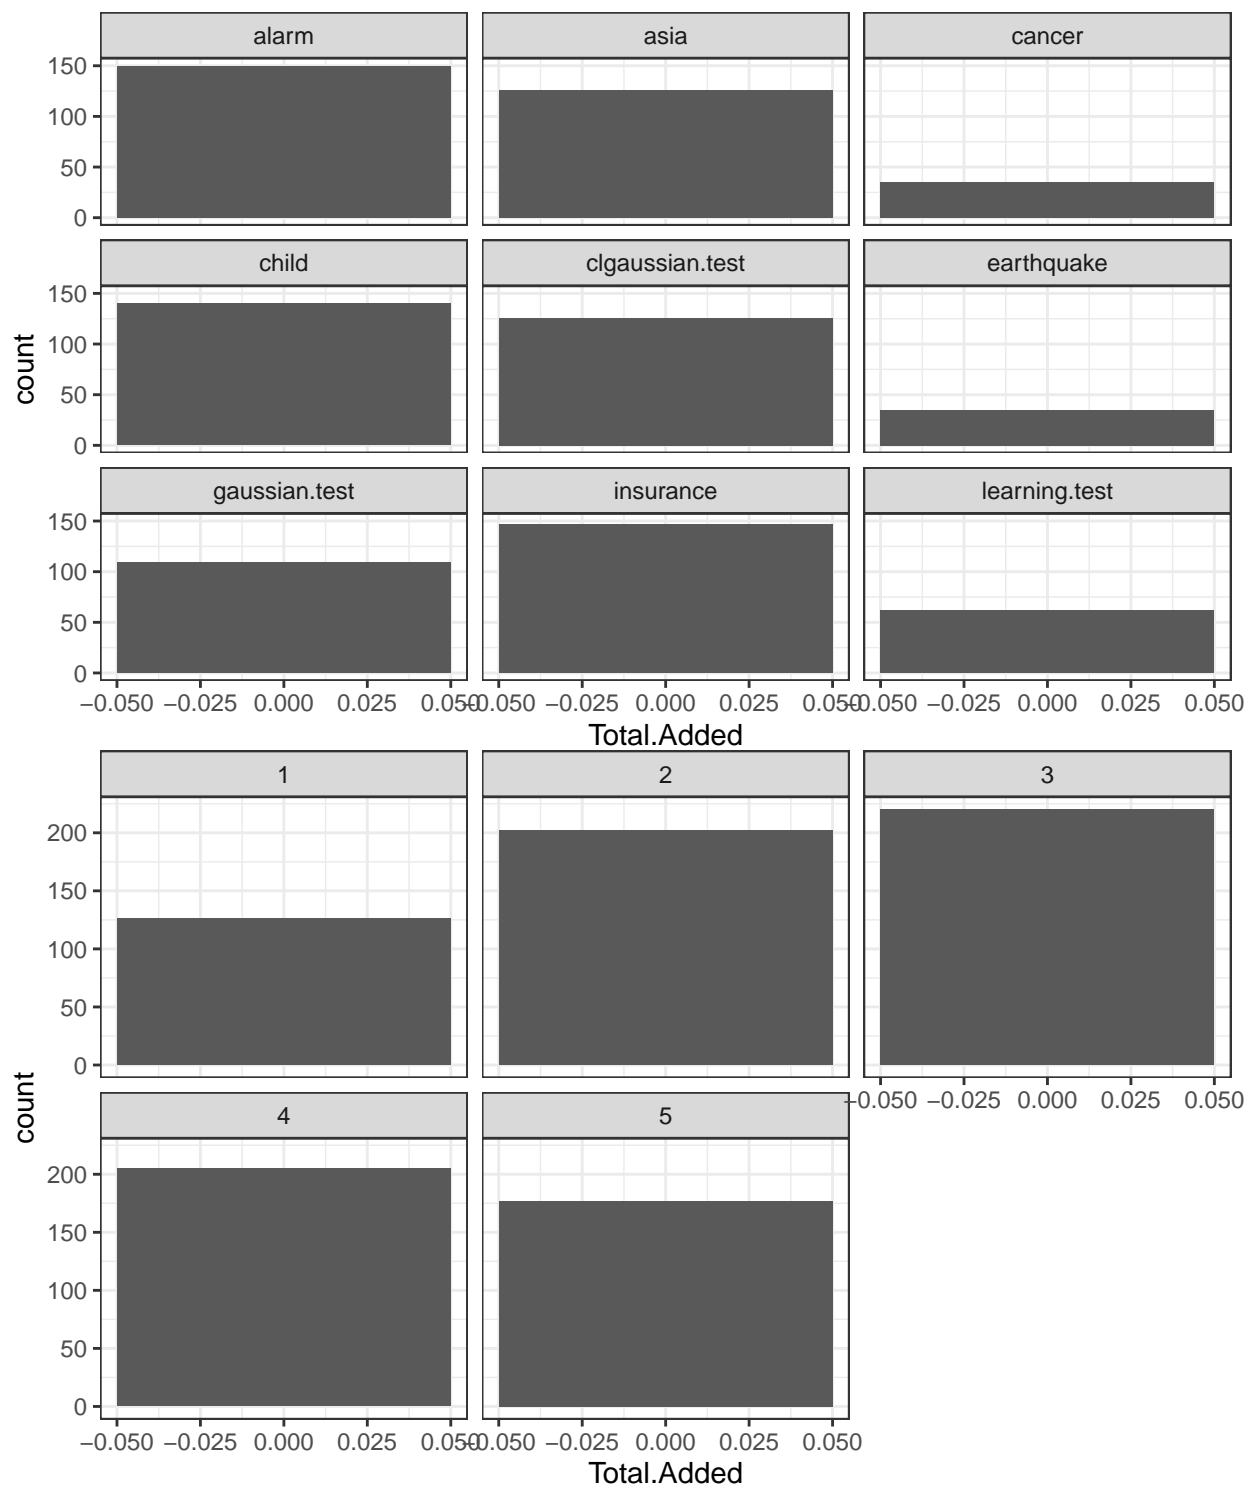 alarm asia cancer
150
100
50
0
child clgaussian.test earthquake
150
100
50
0
count
gaussian.test insurance learning.test
150
100
50
0
−0.050 −0.025 0.000 0.025 0.050 −0.050 −0.025 0.000 0.025 0.050 −0.050 −0.025 0.000 0.025 0.050
Total.Added
1 2 3
200
150
100
50
0
−0.050 −0.025 0.000 0.025 0.050
count
4 5
200
150
100
50
0
−0.050 −0.025 0.000 0.025 0.050 −0.050 −0.025 0.000 0.025 0.050
Total.Added